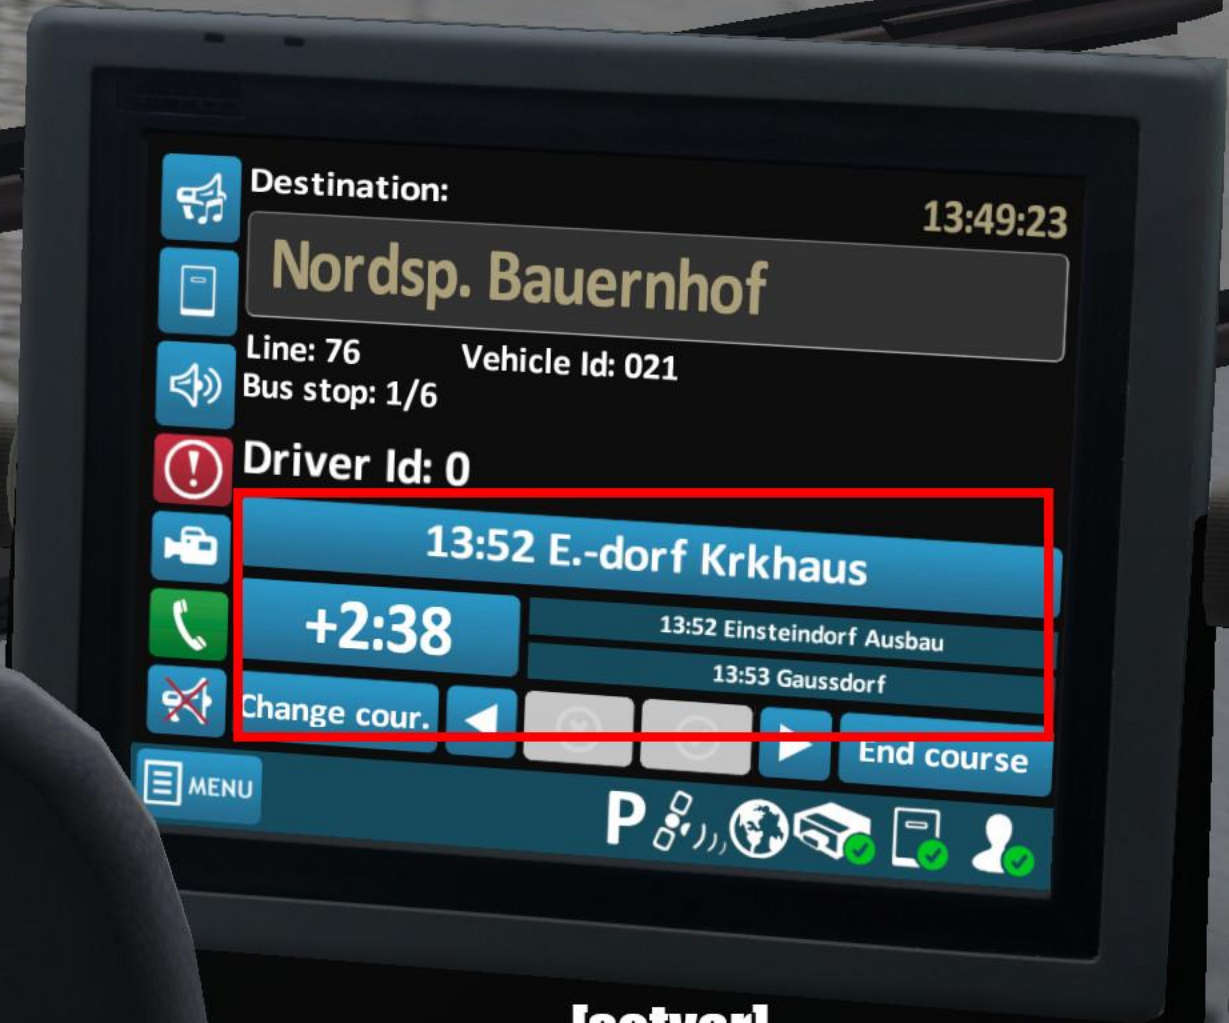 Destination:
13:49:23
Nordsp. Bauernhof
Line: 76 Vehicle Id: 021
Bus stop: 1/6
Driver Id: 0
13:52 E.-dorf Krkhaus
+2:38
13:52 Einsteindorf Ausbau
13:53 Gaussdorf
Change cour.
End course
MENU
P